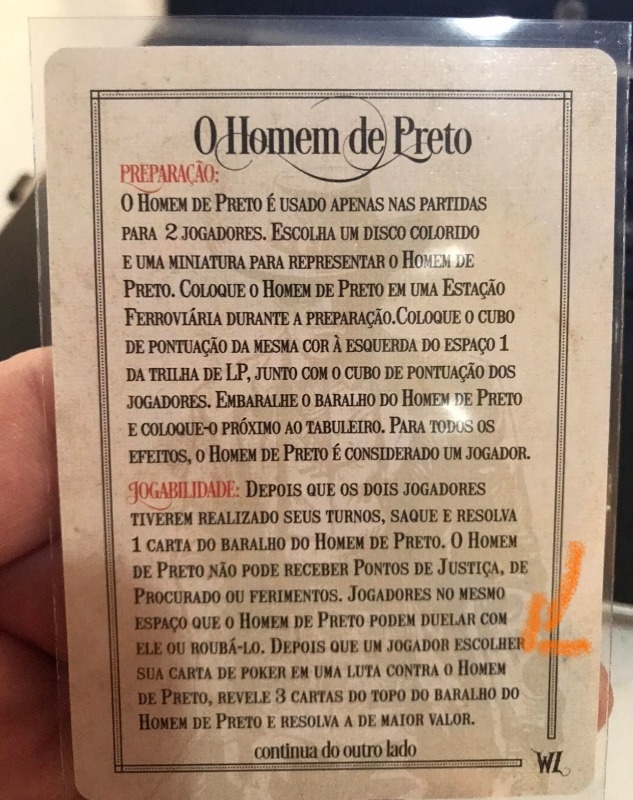 O Homem de Preto
PREPARAÇÃO:
O HOMEM DE PRETO É USADO APENAS NAS PARTIDAS
PARA 2 JOGADORES. ESCOLHA UM DISCO COLORIDO
E UMA MINIATURA PARA REPRESENTAR O HOMEM DE
PRETO. COLOQUE O HOMEM DE PRETO EM UMA ESTAÇÃO
FERROVIÁRIA DURANTE A PREPARAÇÃO.COLOQUE O CUBO
DE PONTUAÇÃO DA MESMA COR À ESQUERDA DO ESPAÇO 1
DA TRILHA DE LP, JUNTO COM O CUBO DE PONTUAÇÃO DOS
JOGADORES. EMBARALHE O BARALHO DO HOMEM DE PRETO
E COLOQUE-O PRÓXIMO AO TABULEIRO. PARA TODOS OS
EFEITOS, O HOMEM DE PRETO É CONSIDERADO UM JOGADOR.
JOGABILIDADE: DEPOIS QUE OS DOIS JOGADORES
TIVEREM REALIZADO SEUS TURNOS, SAQUE E RESOLVA
1 CARTA DO BARALHO DO HOMEM DE PRETO. O HOMEM
DE PRETO NÃO PODE RECEBER PONTOS DE JUSTIÇA, DE
PROCURADO OU FERIMENTOS. JOGADORES NO MESMO
ESPAÇO QUE O HOMEM DE PRETO PODEM DUELAR COM
ELE OU ROUBÁ-LO. DEPOIS QUE UM JOGADOR ESCOLHER
SUA CARTA DE POKER EM UMA LUTA CONTRA O HOMEM
DE PRETO, REVELE 3 CARTAS DO TOPO DO BARALHO DO
HOMEM DE PRETO E RESOLVA A DE MAIOR VALOR.
continua do outro lado